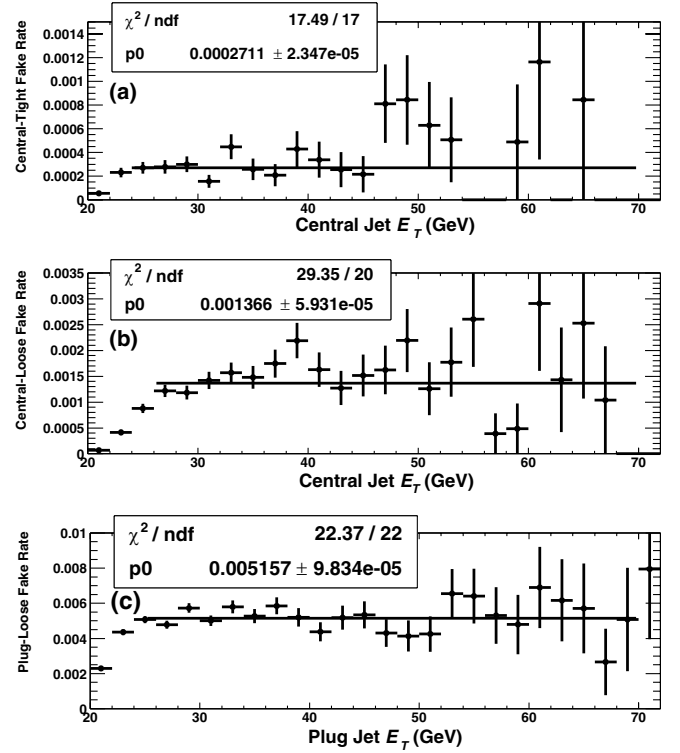 χ² / ndf 17.49 / 17
p0 0.0002711 ± 2.347e-05
(a)
Central-Tight Fake Rate
0.0014
0.0012
0.001
0.0008
0.0006
0.0004
0.0002
0
20 30 40 50 60 70
Central Jet E_T (GeV)
χ² / ndf 29.35 / 20
p0 0.001366 ± 5.931e-05
(b)
Central-Loose Fake Rate
0.0035
0.003
0.0025
0.002
0.0015
0.001
0.0005
0
20 30 40 50 60 70
Central Jet E_T (GeV)
χ² / ndf 22.37 / 22
p0 0.005157 ± 9.834e-05
(c)
Plug-Loose Fake Rate
0.01
0.008
0.006
0.004
0.002
0
20 30 40 50 60 70
Plug Jet E_T (GeV)